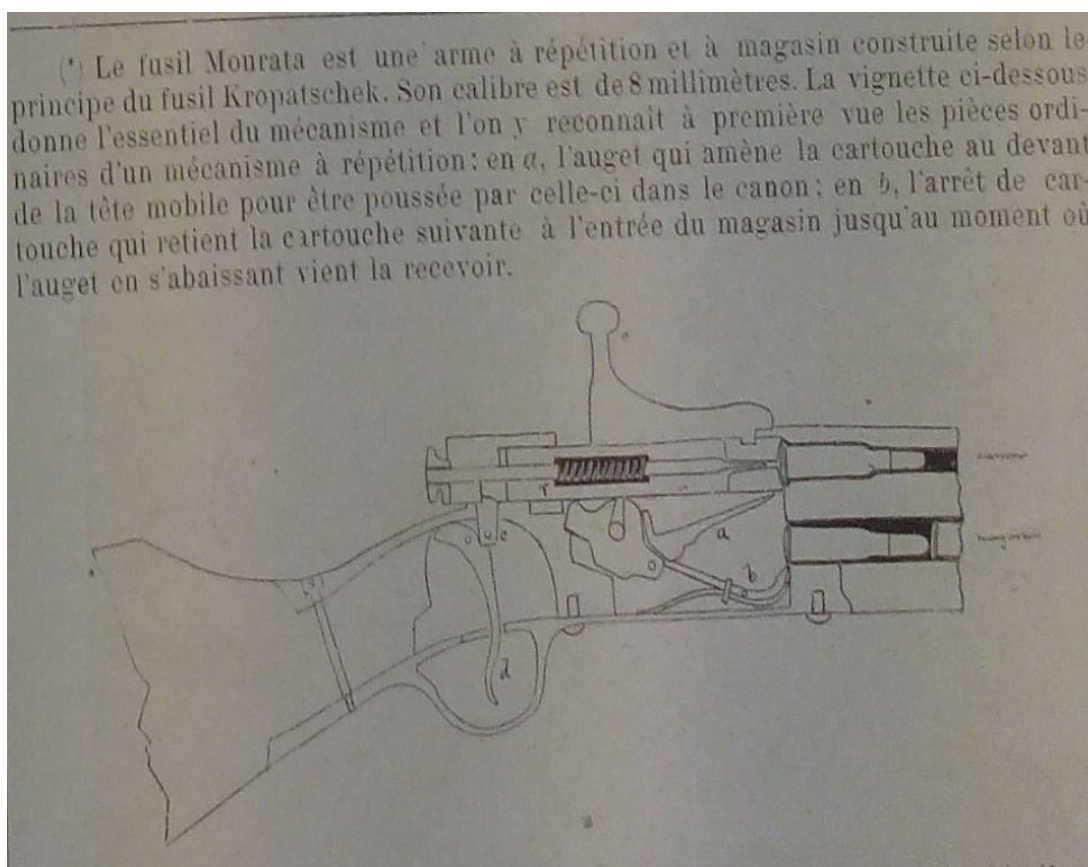 (*) Le fusil Mourata est une arme à répétition et à magasin construite selon le
principe du fusil Kropatschek. Son calibre est de 8 millimètres. La vignette ci-dessous
donne l'essentiel du mécanisme et l'on y reconnaît à première vue les pièces ordi-
naires d'un mécanisme à répétition: en a, l'auget qui amène la cartouche au devant
de la tête mobile pour être poussée par celle-ci dans le canon; en b, l'arrêt de car-
touche qui retient la cartouche suivante à l'entrée du magasin jusqu'au moment où
l'auget en s'abaissant vient la recevoir.
a
b
d